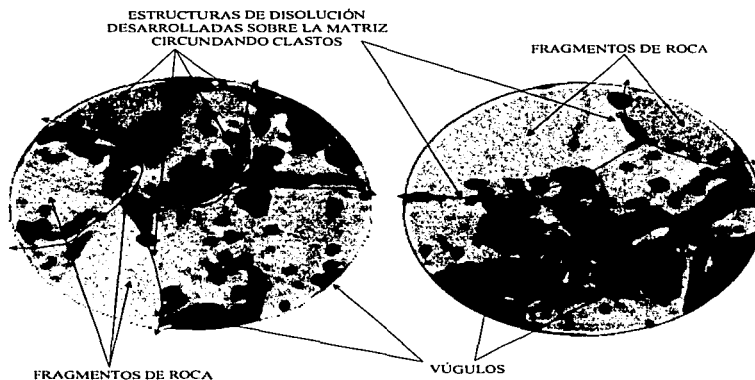 ESTRUCTURAS DE DISOLUCIÓN
DESARROLLADAS SOBRE LA MATRIZ
CIRCUNDANDO CLASTOS
FRAGMENTOS DE ROCA
FRAGMENTOS DE ROCA
VÚGULOS